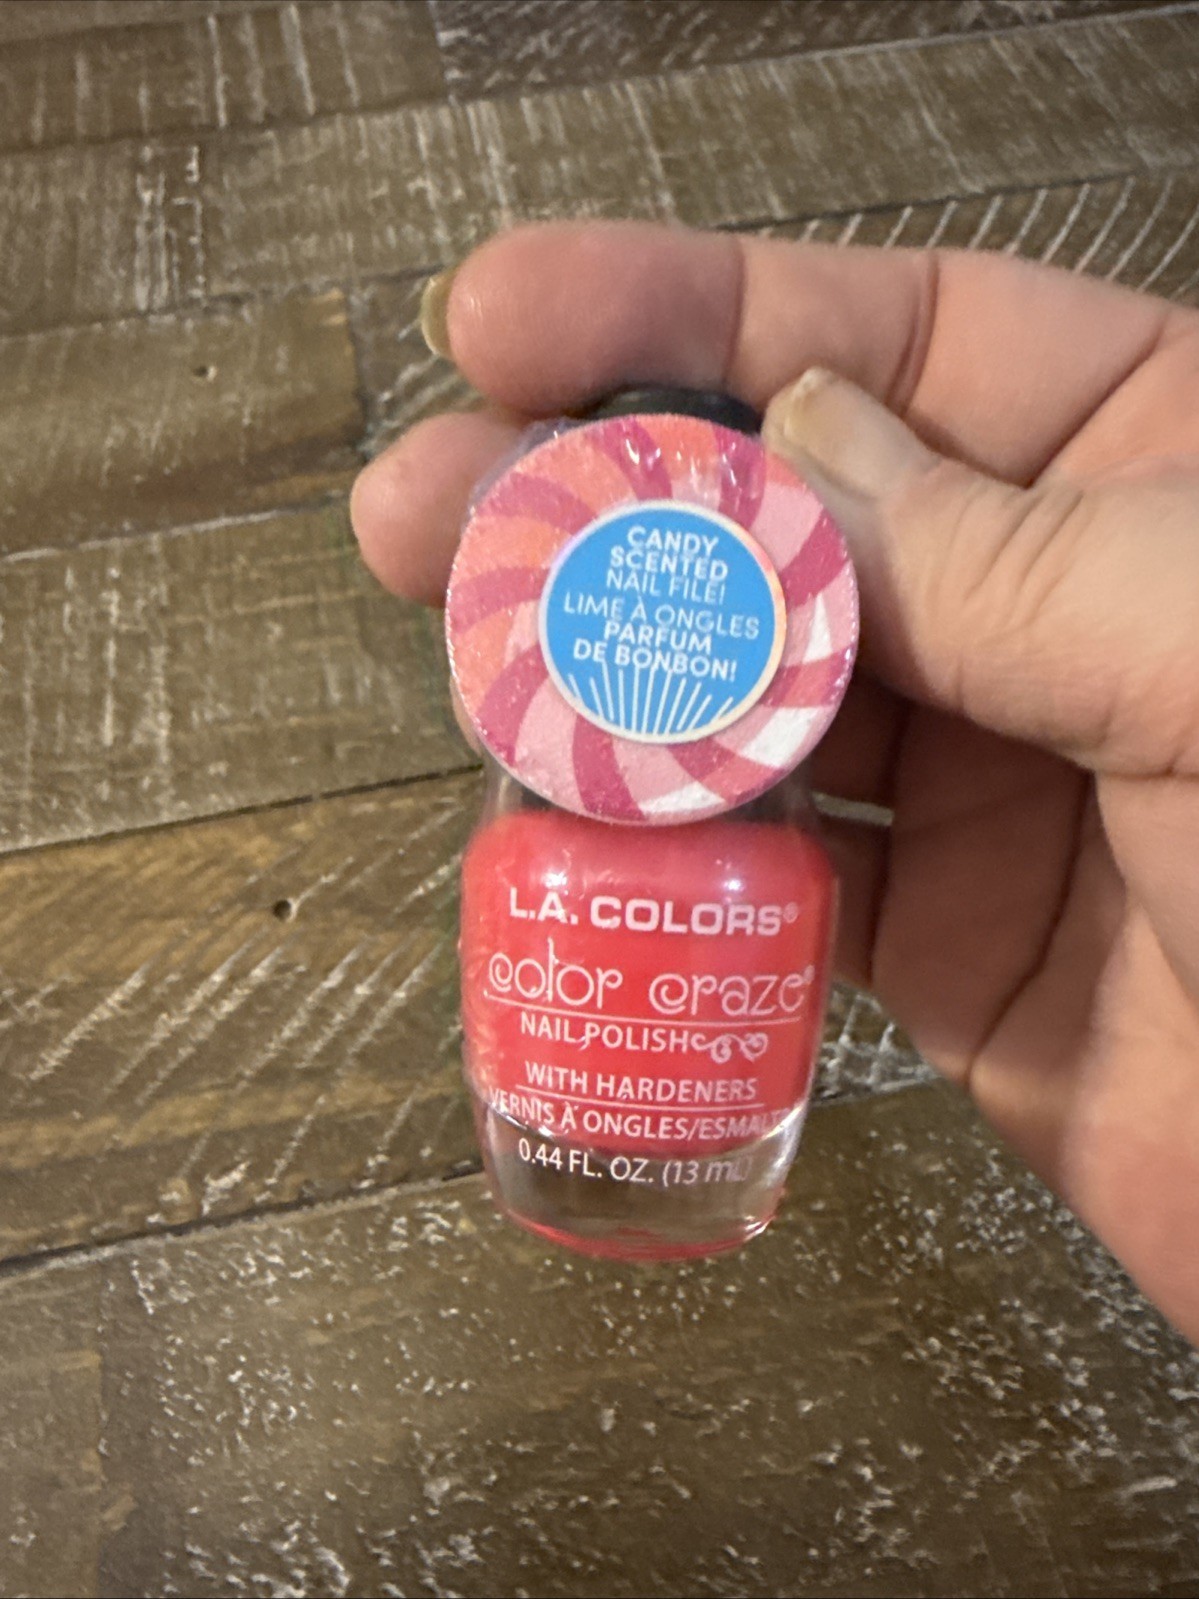 CANDY
SCENTED
NAIL FILE!
LIME À ONGLES
PARFUM
DE BONBON!
L.A. COLORS®
color craze®
NAIL POLISH
WITH HARDENERS
VERNIS À ONGLES/ESMALT
0.44 FL. OZ. (13 mL)